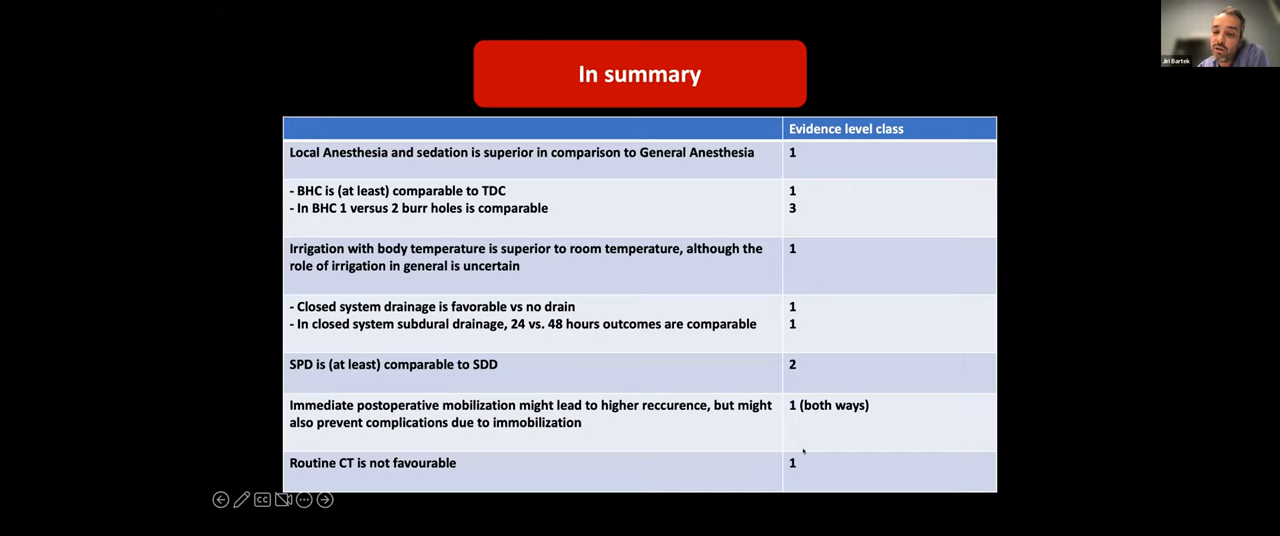 In summary
Jiri Bartek
Evidence level class
Local Anesthesia and sedation is superior in comparison to General Anesthesia
1
- BHC is (at least) comparable to TDC
1
- In BHC 1 versus 2 burr holes is comparable
3
Irrigation with body temperature is superior to room temperature, although the
role of irrigation in general is uncertain
1
- Closed system drainage is favorable vs no drain
1
- In closed system subdural drainage, 24 vs. 48 hours outcomes are comparable
1
SPD is (at least) comparable to SDD
2
Immediate postoperative mobilization might lead to higher reccurence, but might
also prevent complications due to immobilization
1 (both ways)
Routine CT is not favourable
1
CC